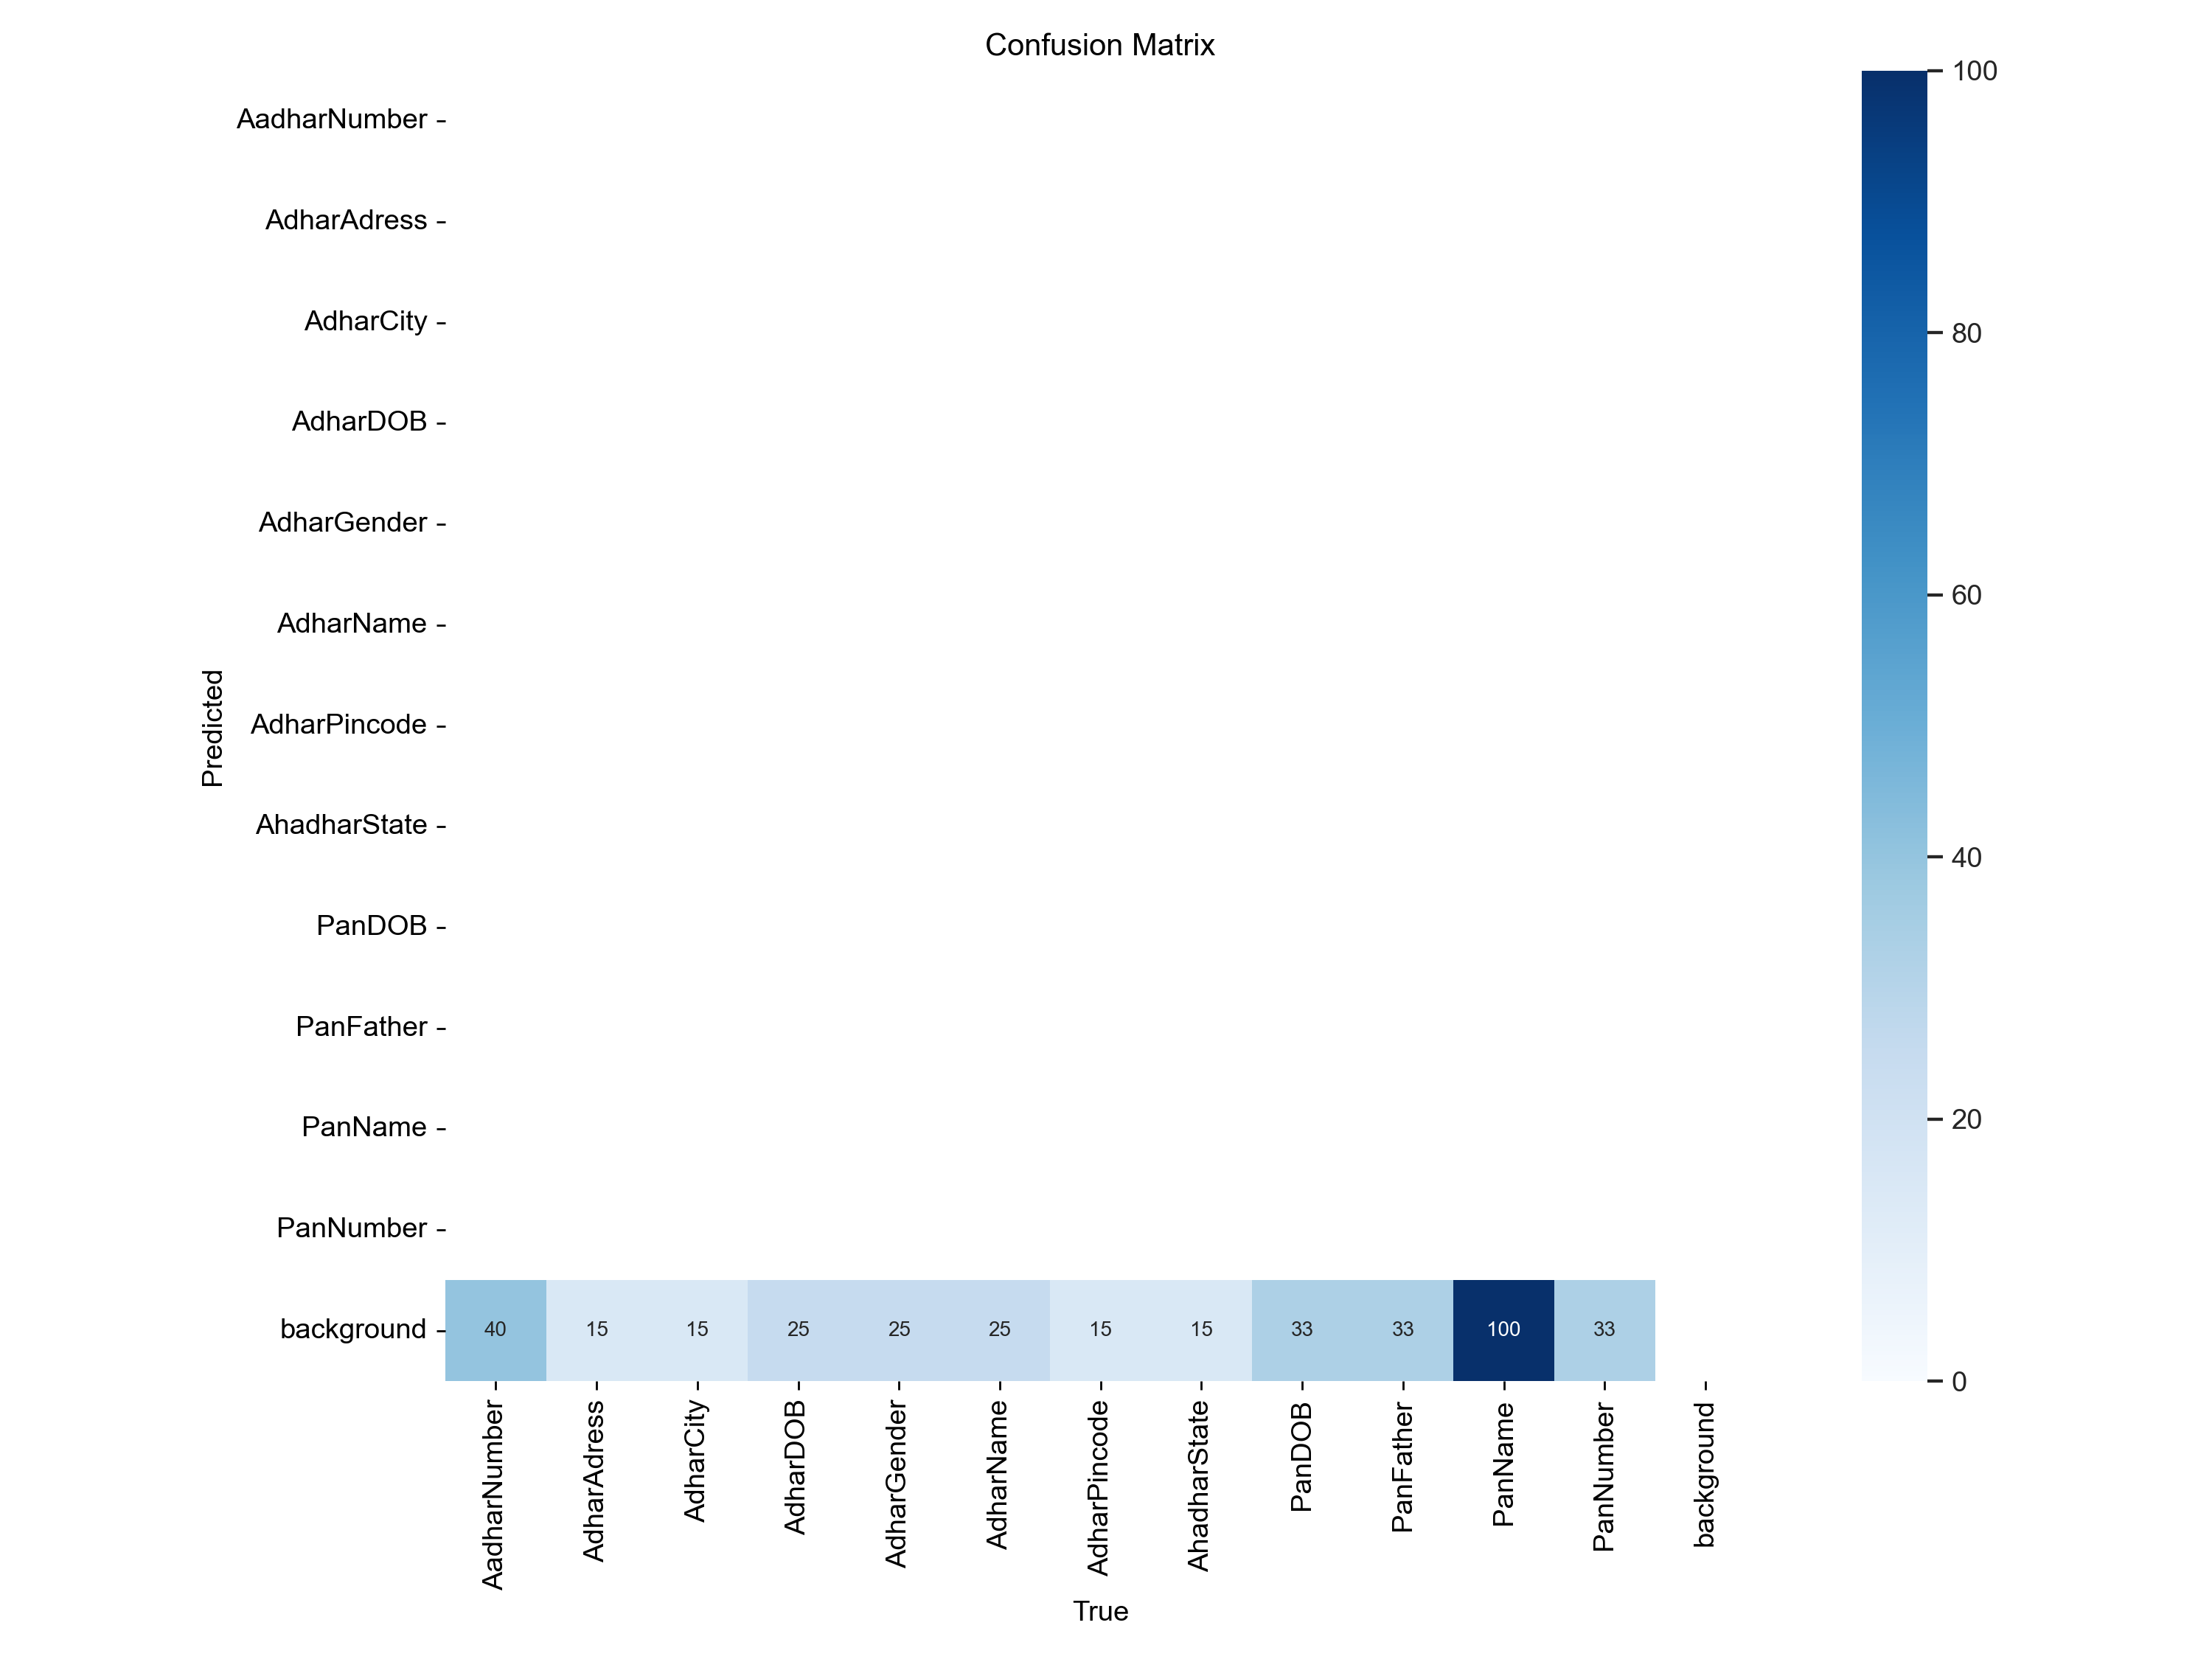 Confusion Matrix
AadharNumber
AdharAdress
AdharCity
AdharDOB
AdharGender
AdharName
AdharPincode
AhadharState
PanDOB
PanFather
PanName
PanNumber
background
Predicted
40 15 15 25 25 25 15 15 33 33 100 33
AadharNumber AdharAdress AdharCity AdharDOB AdharGender AdharName AdharPincode AhadharState PanDOB PanFather PanName PanNumber background
True
100
80
60
40
20
0